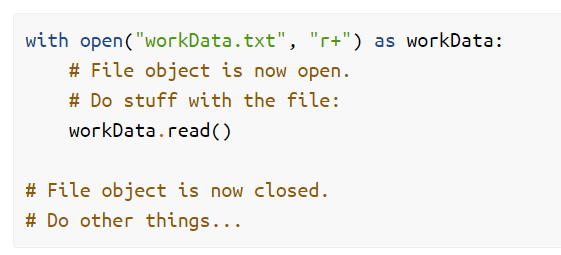 with open("workData.txt", "r+") as workData:
    # File object is now open.
    # Do stuff with the file:
    workData.read()

# File object is now closed.
# Do other things...